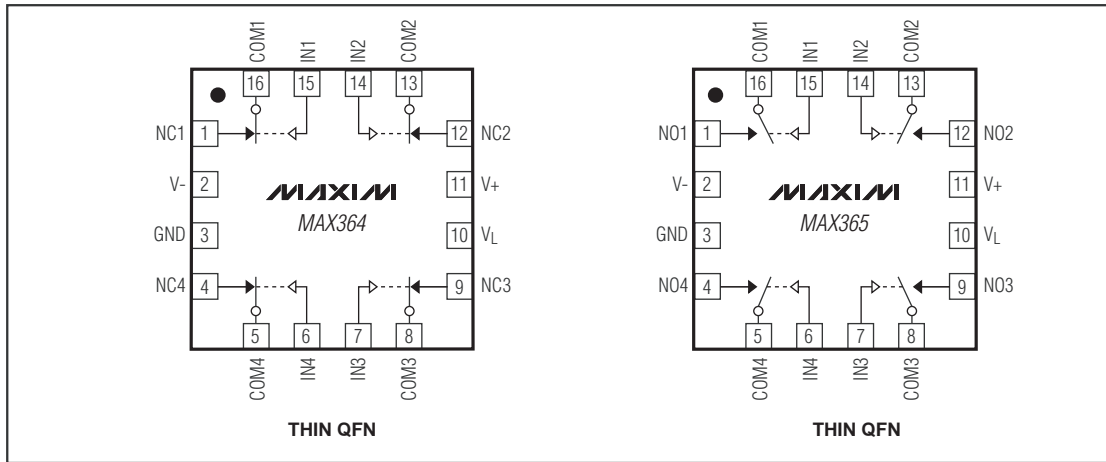 COM1 IN1 IN2 COM2
16 15 14 13
NC1 1 12 NC2
V- 2 11 V+
MAXIM
MAX364
GND 3 10 VL
NC4 4 9 NC3
5 6 7 8
COM4 IN4 IN3 COM3
THIN QFN
COM1 IN1 IN2 COM2
16 15 14 13
NO1 1 12 NO2
V- 2 11 V+
MAXIM
MAX365
GND 3 10 VL
NO4 4 9 NO3
5 6 7 8
COM4 IN4 IN3 COM3
THIN QFN